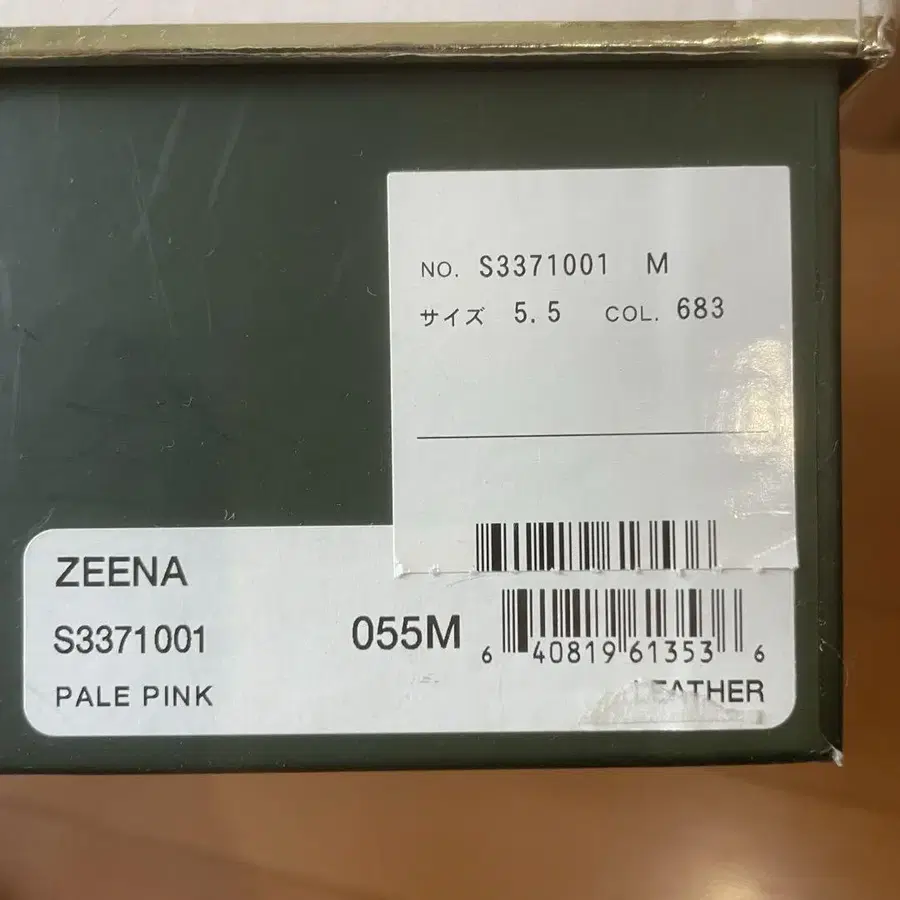 NO. S3371001 M
サイズ 5.5 COL. 683
ZEENA
S3371001 055M
PALE PINK
6 40819 61353 6
LEATHER